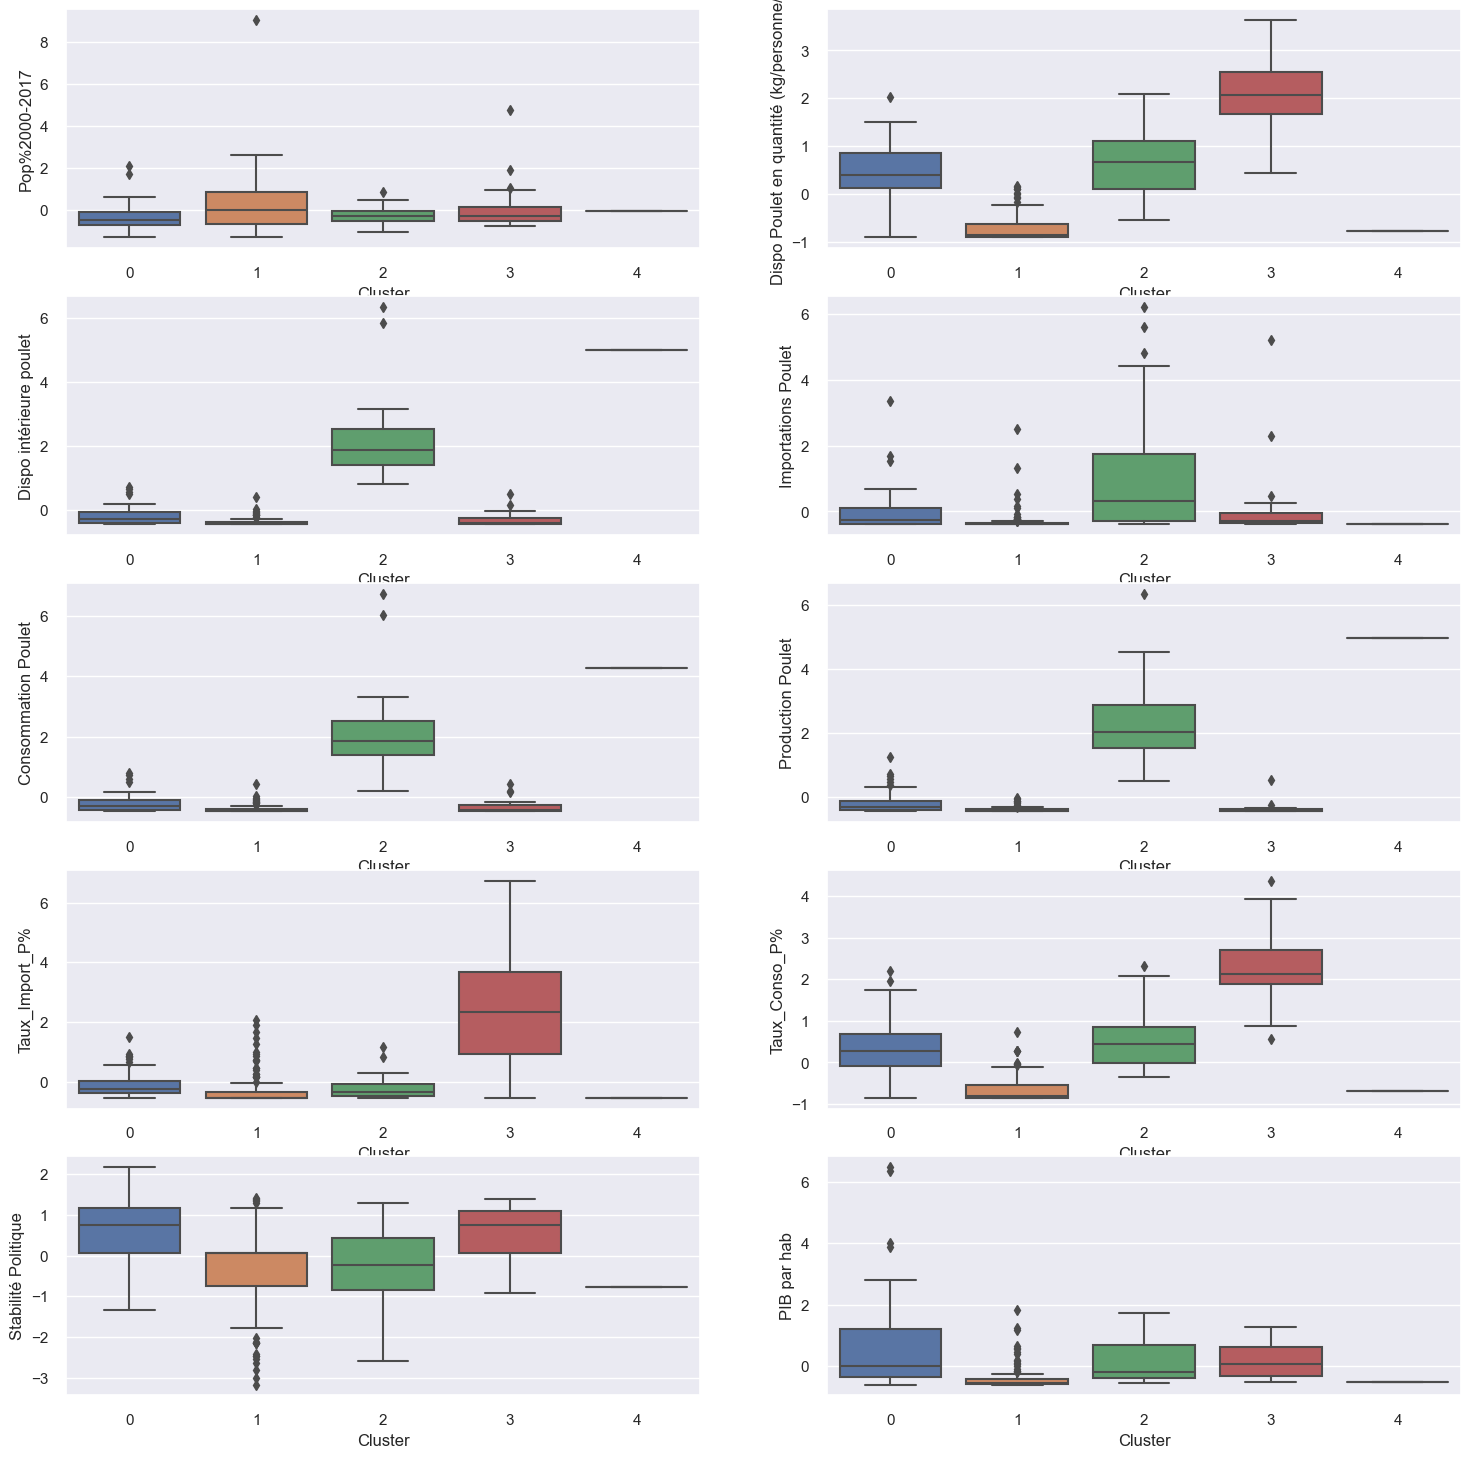 Pop%2000-2017
8
6
4
2
0
0 1 2 3 4
Cluster
Dispo Poulet en quantité (kg/personne/
3
2
1
0
−1
0 1 2 3 4
Cluster
Dispo intérieure poulet
6
4
2
0
0 1 2 3 4
Cluster
Importations Poulet
6
4
2
0
0 1 2 3 4
Cluster
Consommation Poulet
6
4
2
0
0 1 2 3 4
Cluster
Production Poulet
6
4
2
0
0 1 2 3 4
Cluster
Taux_Import_P%
6
4
2
0
0 1 2 3 4
Cluster
Taux_Conso_P%
4
3
2
1
0
−1
0 1 2 3 4
Cluster
Stabilité Politique
2
1
0
−1
−2
−3
0 1 2 3 4
Cluster
PIB par hab
6
4
2
0
0 1 2 3 4
Cluster